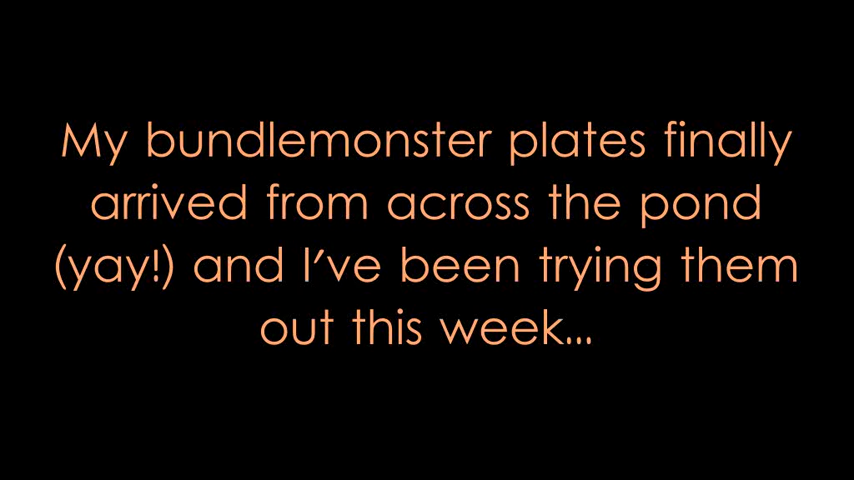 My bundlemonster plates finally
arrived from across the pond
(yay!) and I've been trying them
out this week...